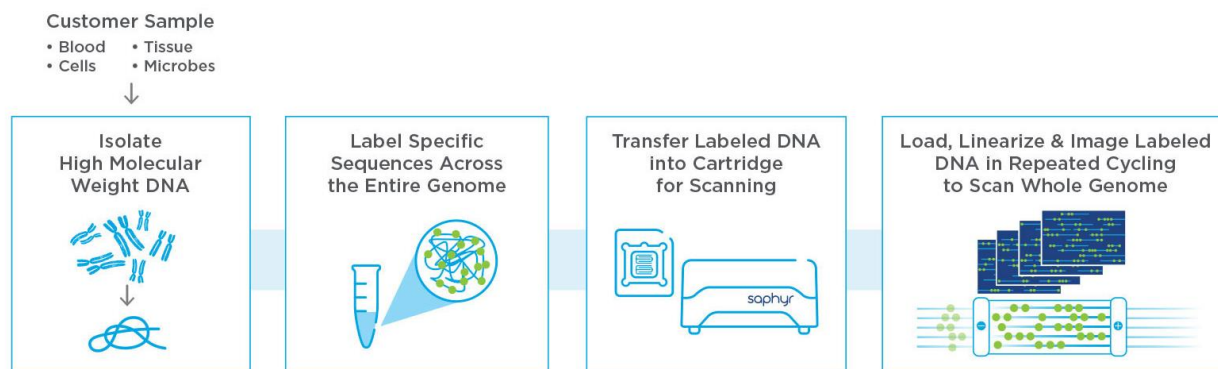 Customer Sample
• Blood • Tissue
• Cells • Microbes
Isolate
High Molecular
Weight DNA
Label Specific
Sequences Across
the Entire Genome
Transfer Labeled DNA
into Cartridge
for Scanning
saphyr
Load, Linearize & Image Labeled
DNA in Repeated Cycling
to Scan Whole Genome
− +